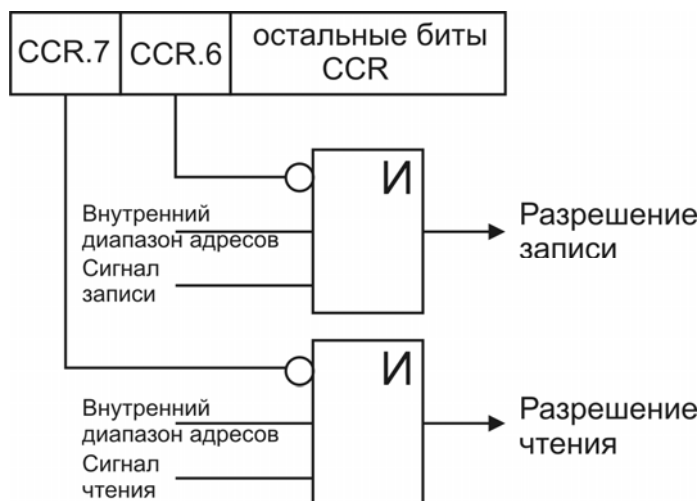 CCR.7 CCR.6 остальные биты
CCR
И
Внутренний
диапазон адресов
Сигнал
записи
Разрешение
записи
И
Внутренний
диапазон адресов
Сигнал
чтения
Разрешение
чтения